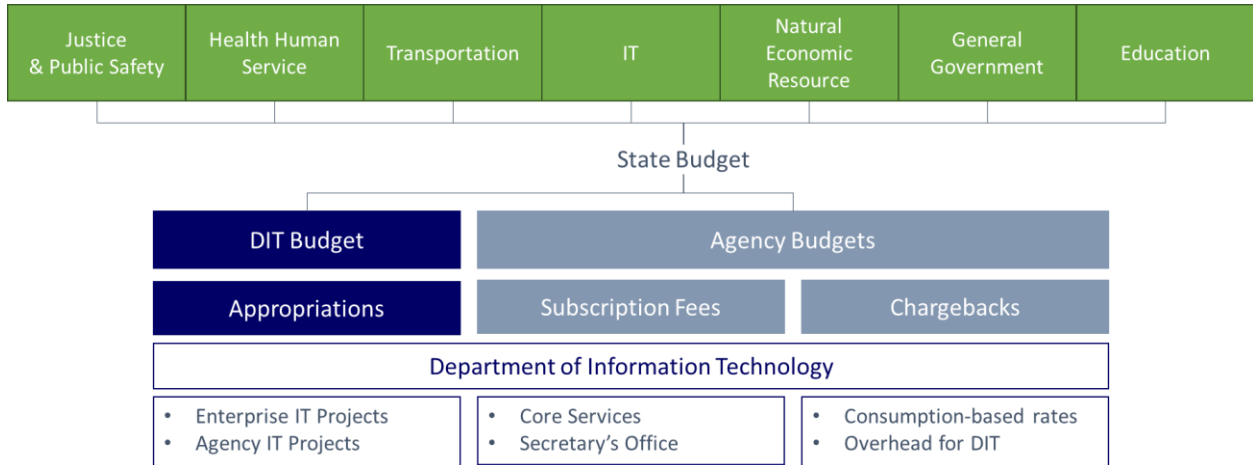 Justice
& Public Safety
Health Human
Service
Transportation
IT
Natural
Economic
Resource
General
Government
Education
State Budget
DIT Budget
Agency Budgets
Appropriations
Subscription Fees
Chargebacks
Department of Information Technology
• Enterprise IT Projects
• Agency IT Projects
• Core Services
• Secretary's Office
• Consumption-based rates
• Overhead for DIT